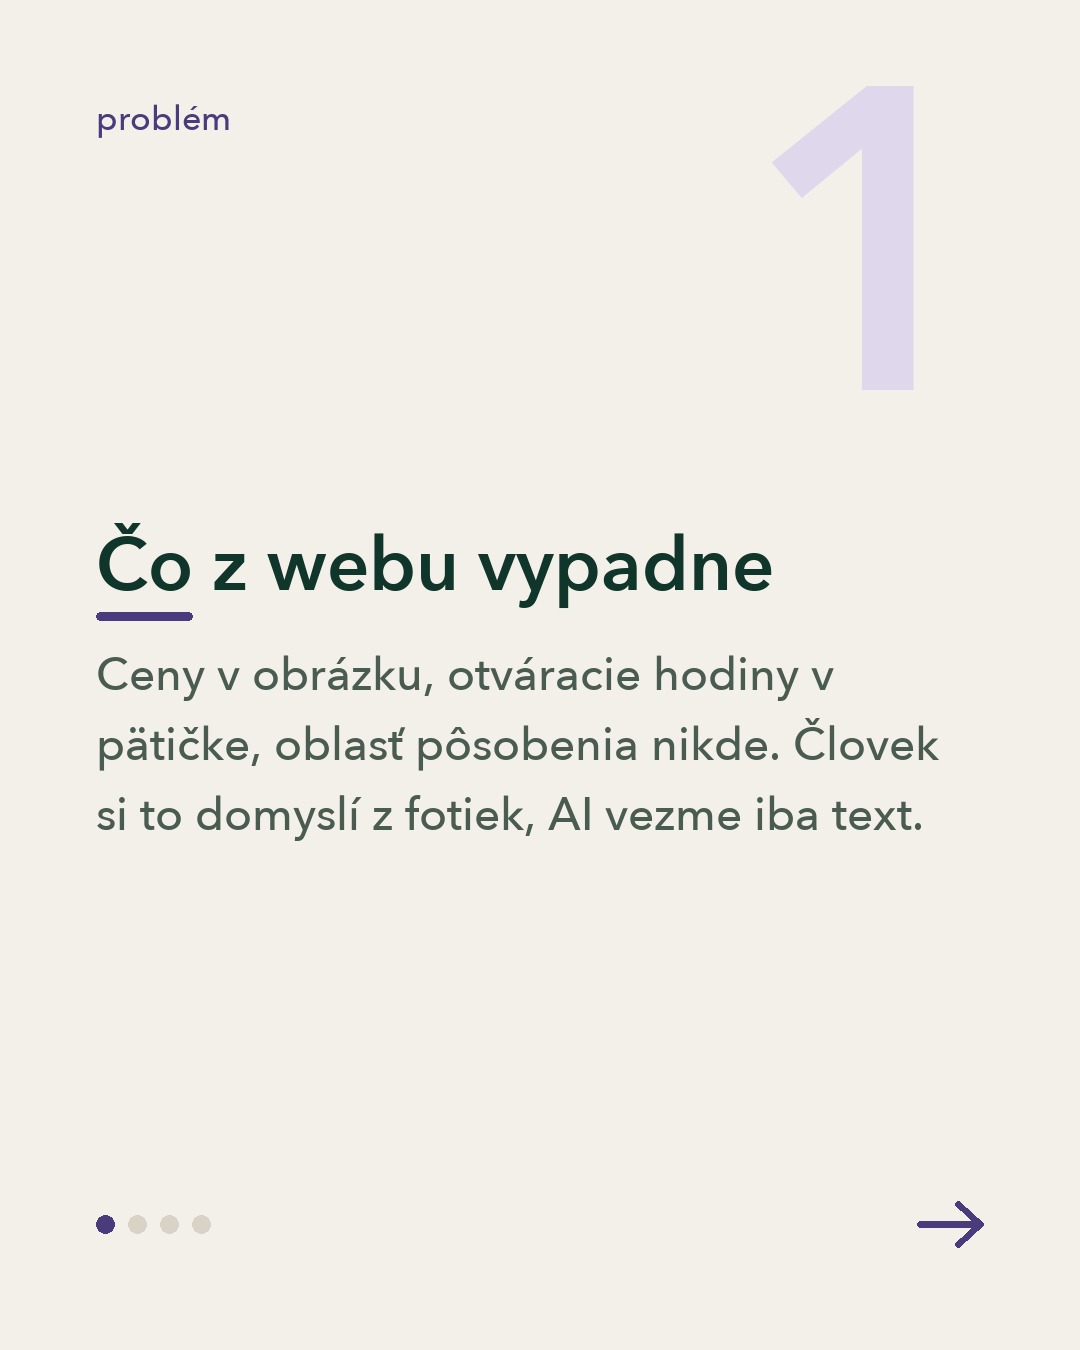 problém
1
Čo z webu vypadne
Ceny v obrázku, otváracie hodiny v
pätičke, oblasť pôsobenia nikde. Človek
si to domyslí z fotiek, AI vezme iba text.